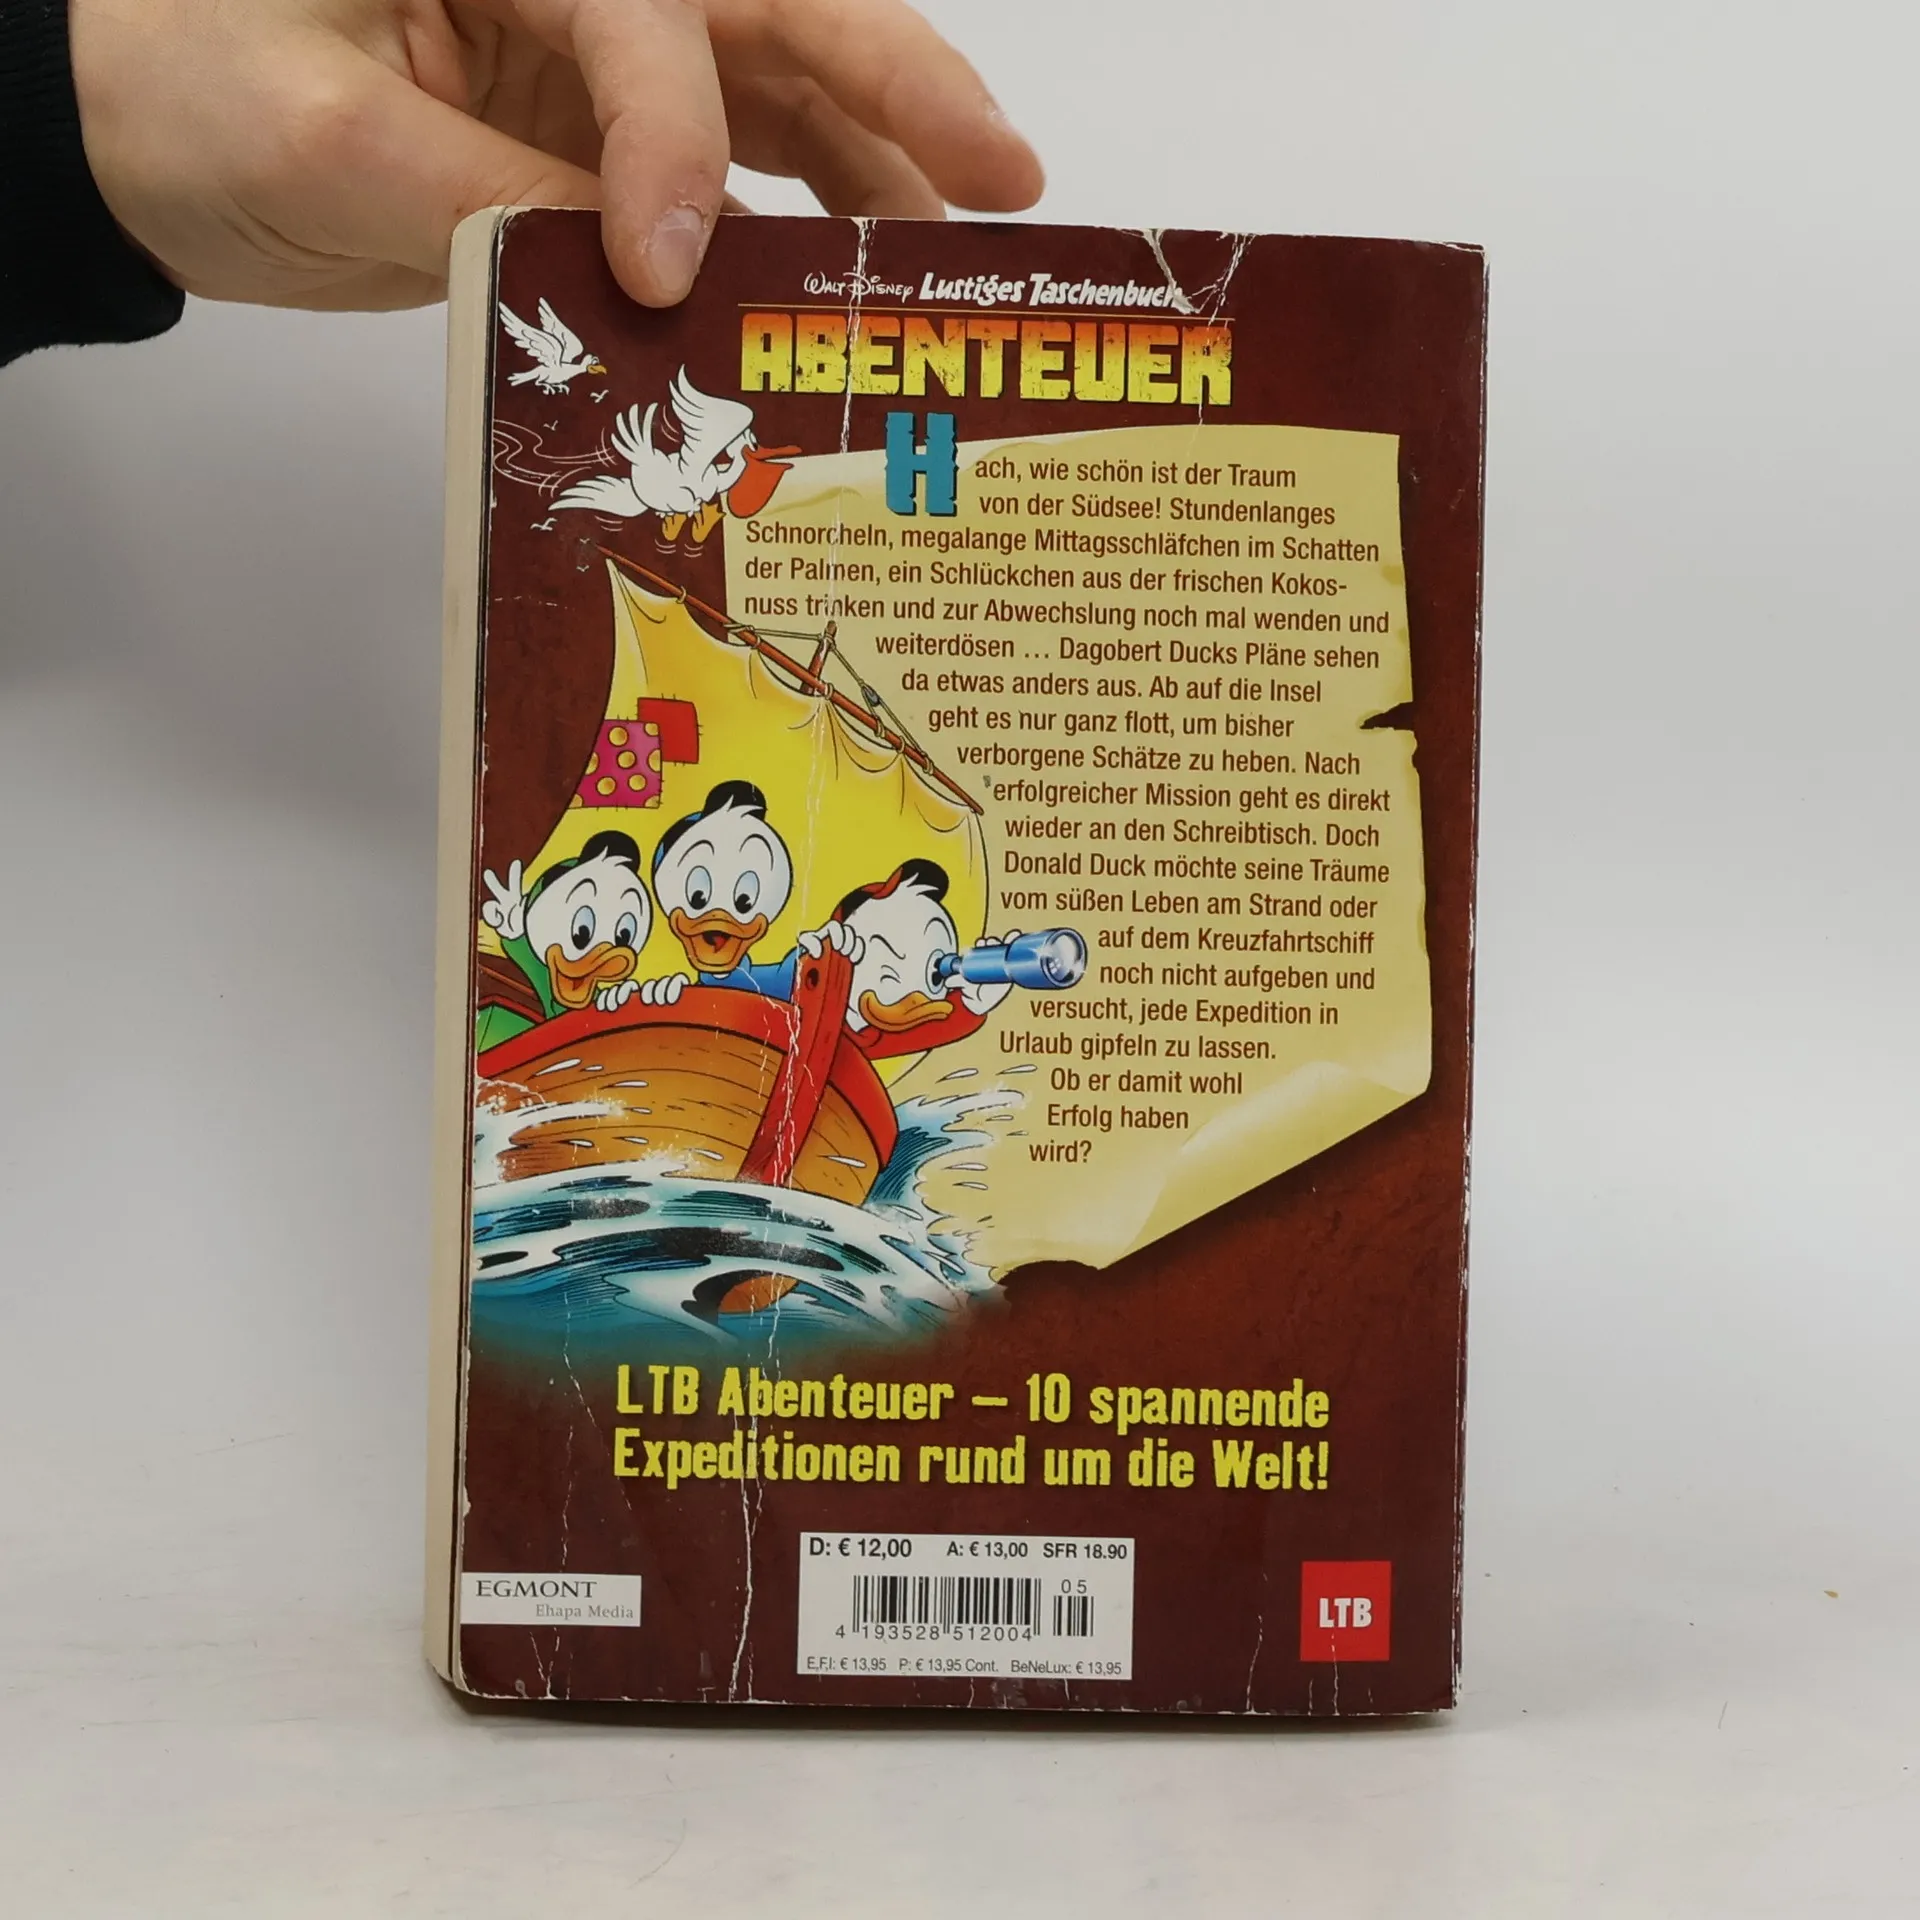 Walt Disney Lustiges Taschenbuch
ABENTEUER
Hach, wie schön ist der Traum
von der Südsee! Stundenlanges
Schnorcheln, megalange Mittagsschläfchen im Schatten
der Palmen, ein Schlückchen aus der frischen Kokos-
nuss trinken und zur Abwechslung noch mal wenden und
weiterdösen … Dagobert Ducks Pläne sehen
da etwas anders aus. Ab auf die Insel
geht es nur ganz flott, um bisher
verborgene Schätze zu heben. Nach
erfolgreicher Mission geht es direkt
wieder an den Schreibtisch. Doch
Donald Duck möchte seine Träume
vom süßen Leben am Strand oder
auf dem Kreuzfahrtschiff
noch nicht aufgeben und
versucht, jede Expedition in
Urlaub gipfeln zu lassen.
Ob er damit wohl
Erfolg haben
wird?
LTB Abenteuer – 10 spannende
Expeditionen rund um die Welt!
D: € 12,00 A: € 13,00 SFR 18.90
05
4 193528 512004
E,F,I: € 13,95 P: € 13,95 Cont. BeNeLux: € 13,95
EGMONT
Ehapa Media
LTB